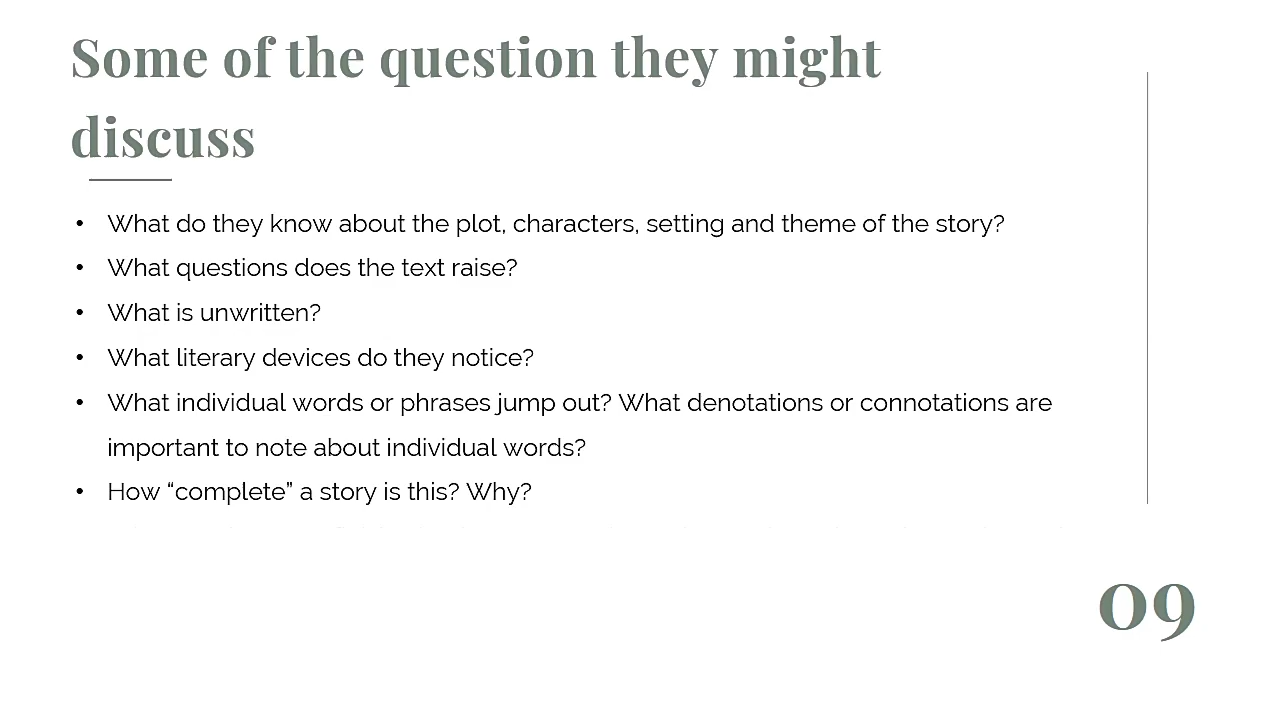 Some of the question they might
discuss
• What do they know about the plot, characters, setting and theme of the story?
• What questions does the text raise?
• What is unwritten?
• What literary devices do they notice?
• What individual words or phrases jump out? What denotations or connotations are
important to note about individual words?
• How “complete” a story is this? Why?
09